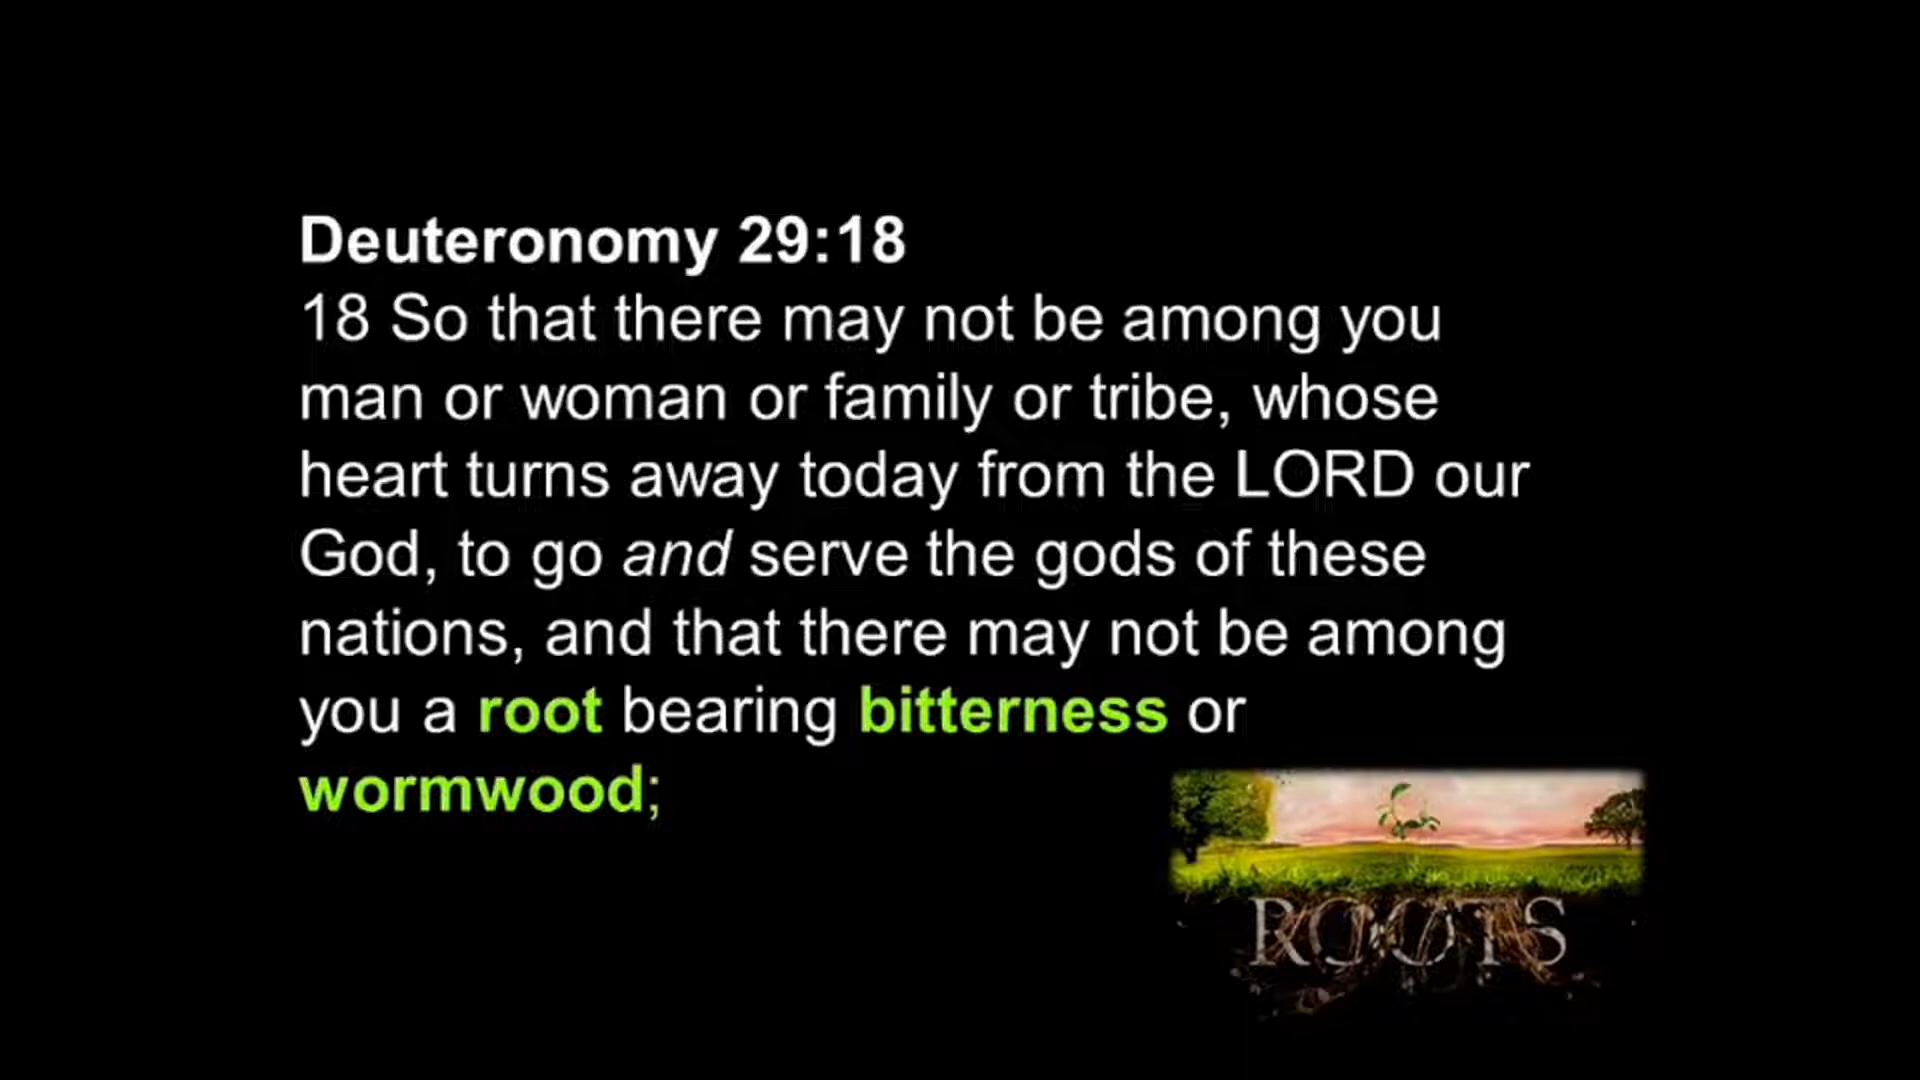 Deuteronomy 29:18
18 So that there may not be among you
man or woman or family or tribe, whose
heart turns away today from the LORD our
God, to go and serve the gods of these
nations, and that there may not be among
you a root bearing bitterness or
wormwood;
ROOTS